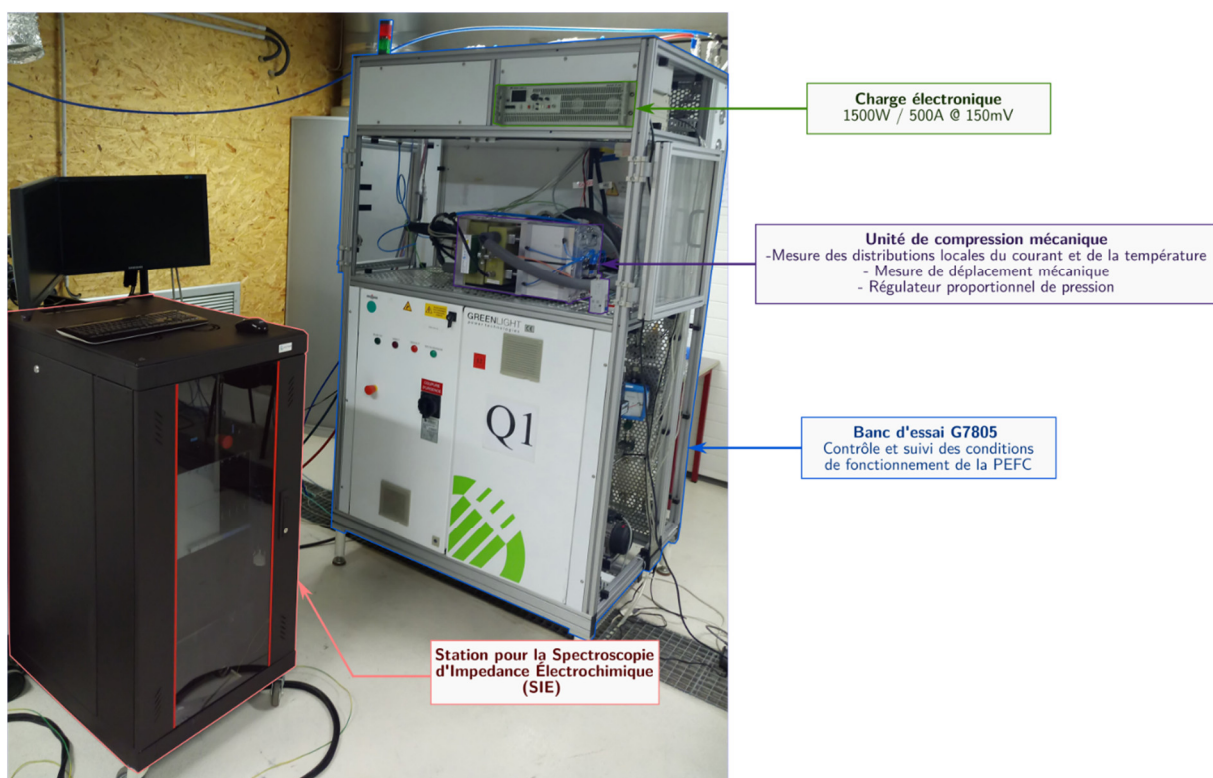 Charge électronique
1500W / 500A @ 150mV
Unité de compression mécanique
-Mesure des distributions locales du courant et de la température
- Mesure de déplacement mécanique
- Régulateur proportionnel de pression
GREENLIGHT
Q1
Banc d'essai G7805
Contrôle et suivi des conditions
de fonctionnement de la PEFC
Station pour la Spectroscopie
d'Impedance Électrochimique
(SIE)